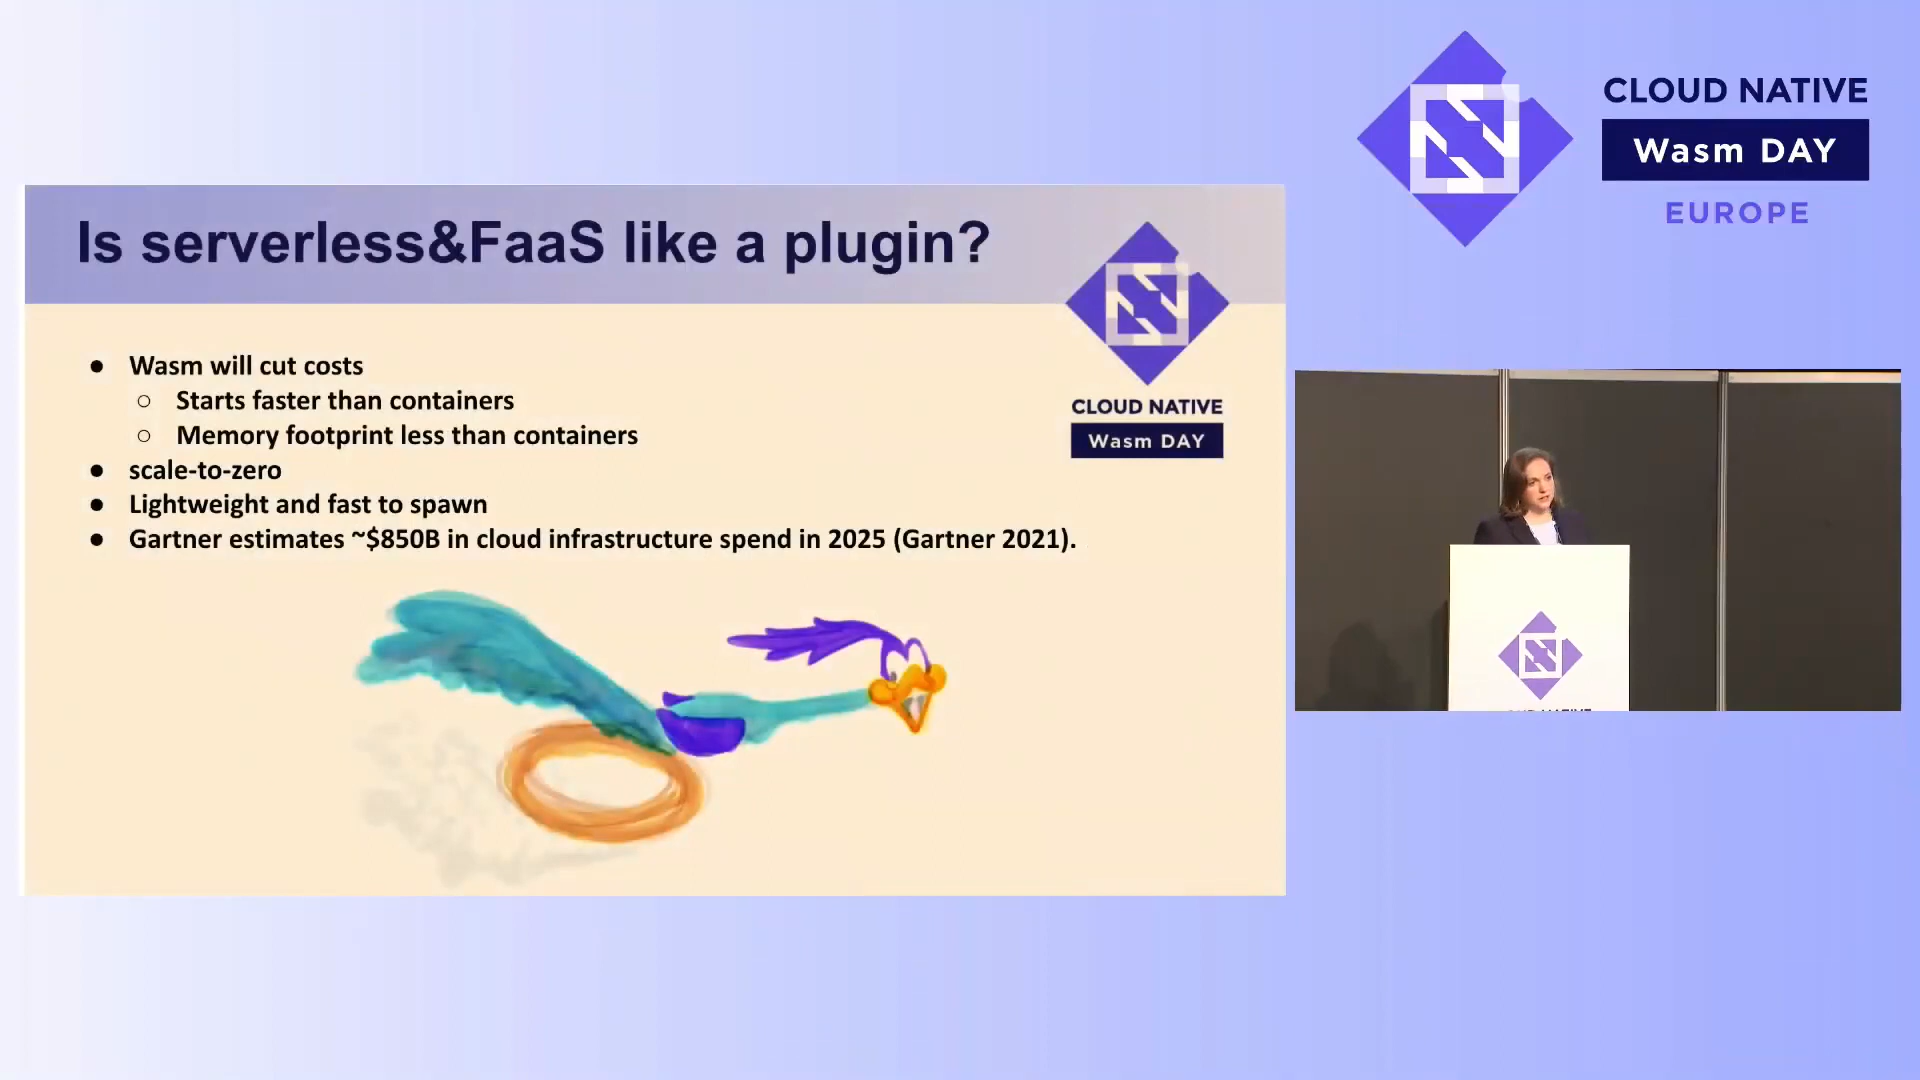 CLOUD NATIVE
Wasm DAY
EUROPE
Is serverless&FaaS like a plugin?
● Wasm will cut costs
○ Starts faster than containers
○ Memory footprint less than containers
● scale-to-zero
● Lightweight and fast to spawn
● Gartner estimates ~$850B in cloud infrastructure spend in 2025 (Gartner 2021).
CLOUD NATIVE
Wasm DAY